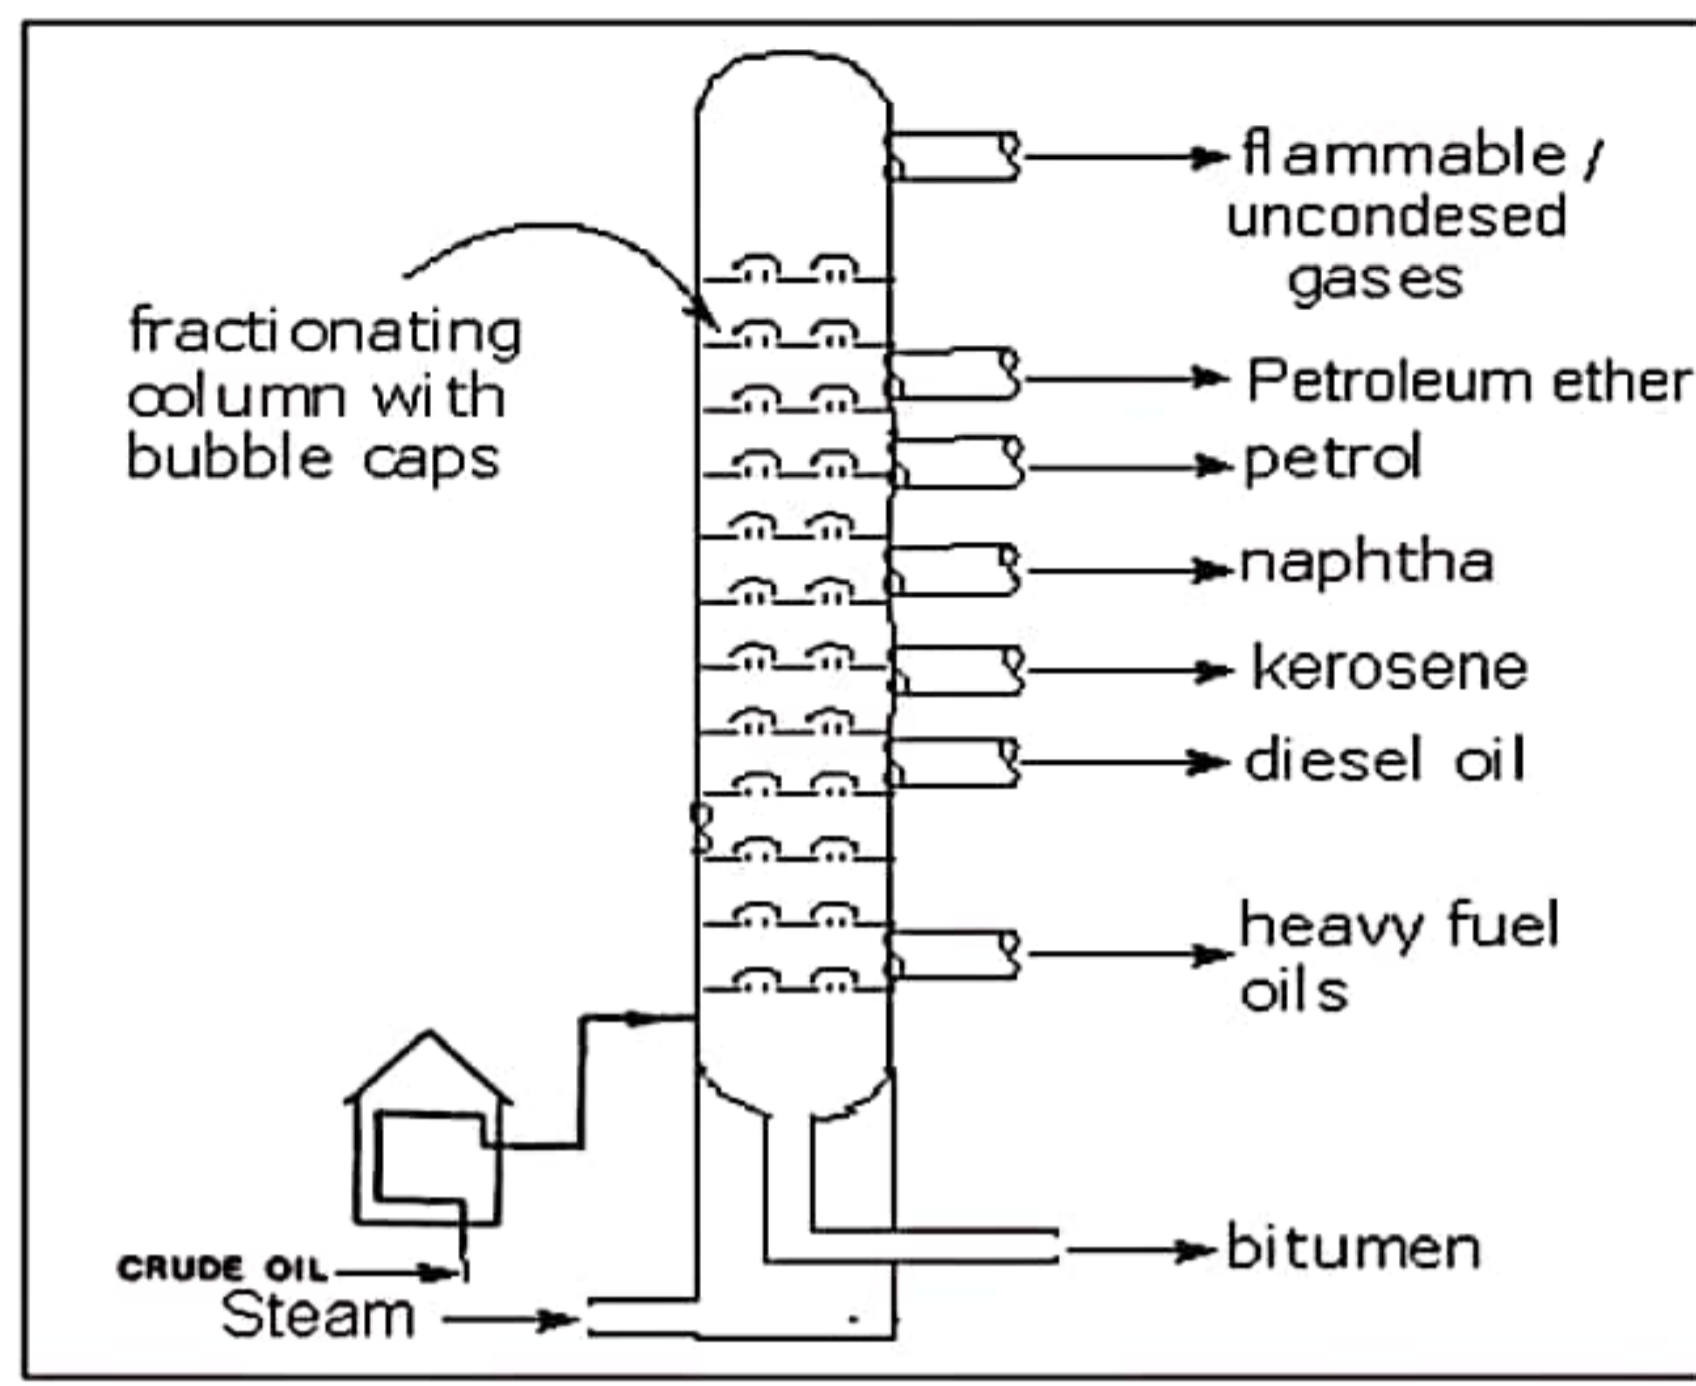 flammable /
uncondesed
gases
fractionating
column with
bubble caps
Petroleum ether
petrol
naphtha
kerosene
diesel oil
heavy fuel
oils
CRUDE OIL
Steam
bitumen